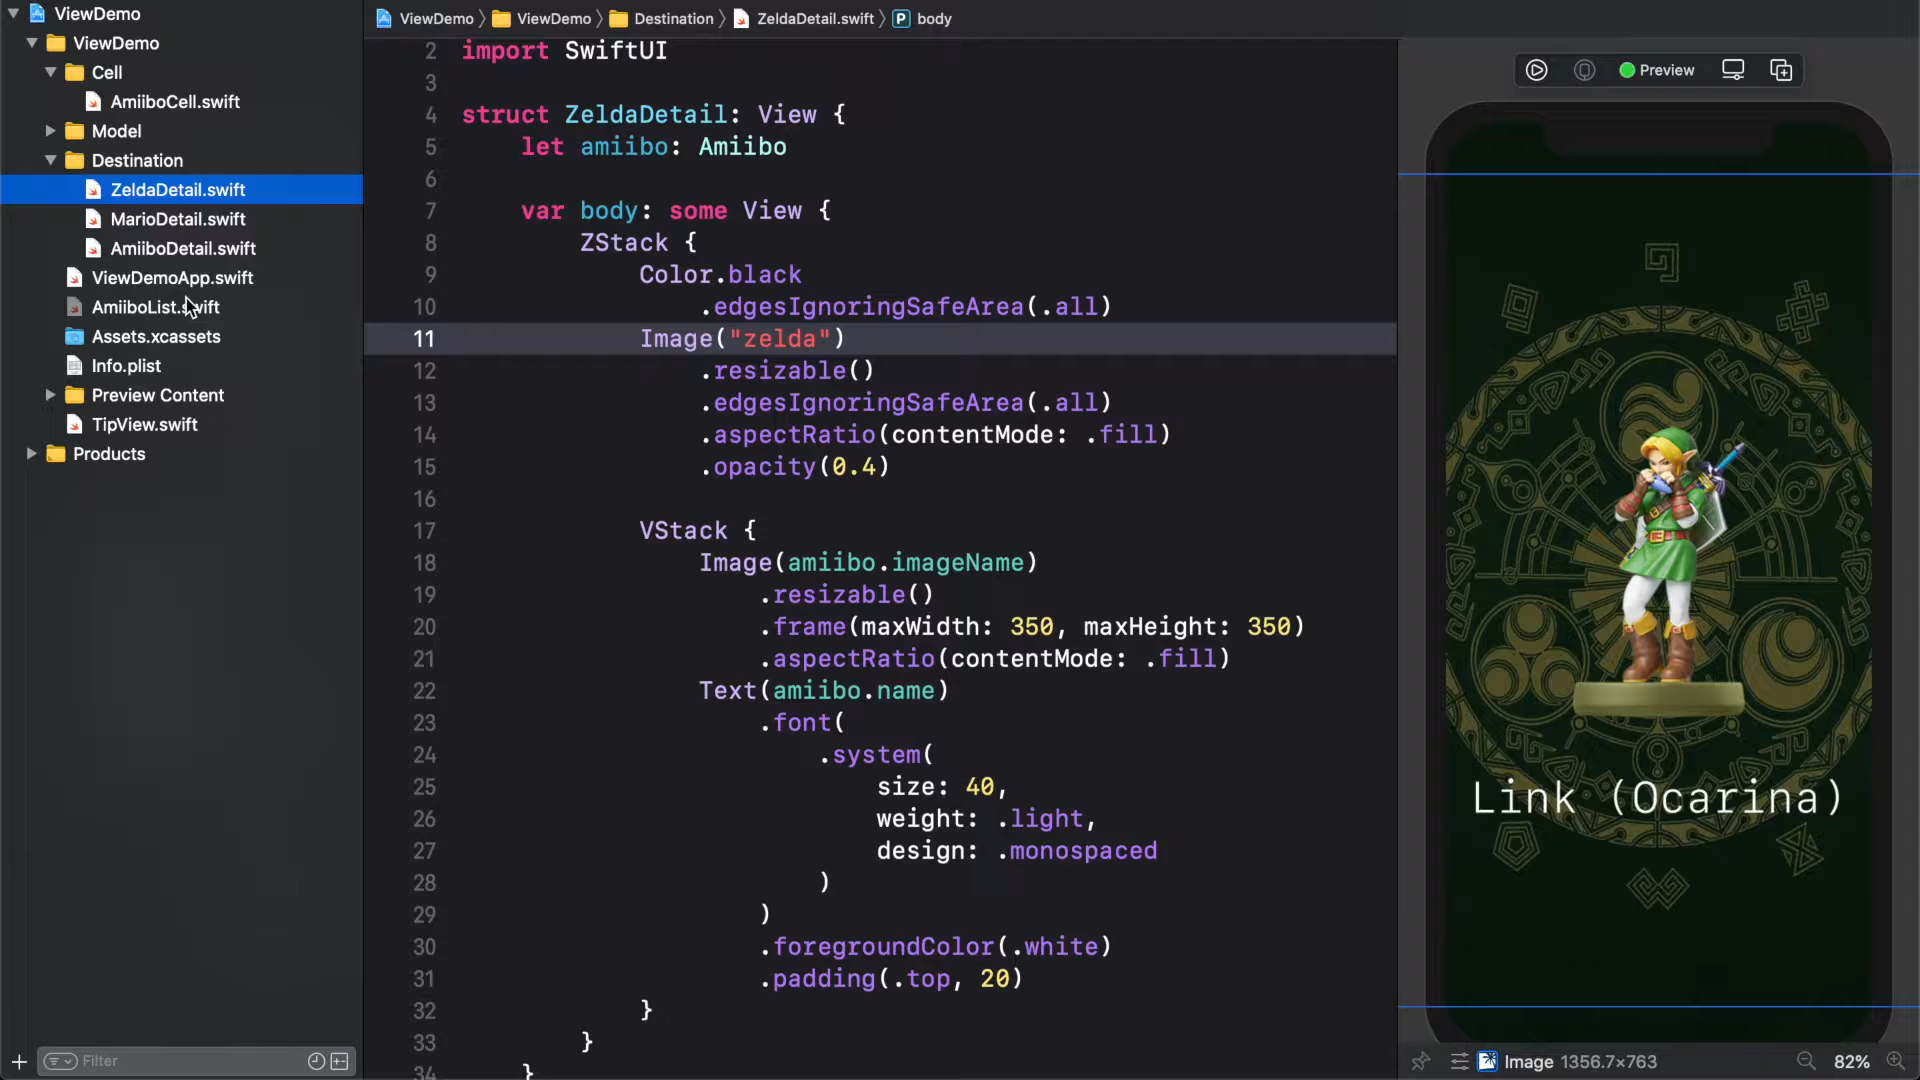 ViewDemo
ViewDemo
Cell
AmiiboCell.swift
Model
Destination
ZeldaDetail.swift
MarioDetail.swift
AmiiboDetail.swift
ViewDemoApp.swift
AmiiboList.swift
Assets.xcassets
Info.plist
Preview Content
TipView.swift
Products
Filter
ViewDemo 〉 ViewDemo 〉 Destination 〉 ZeldaDetail.swift 〉 P body
2 import SwiftUI
3
4 struct ZeldaDetail: View {
5     let amiibo: Amiibo
6
7     var body: some View {
8         ZStack {
9             Color.black
10                 .edgesIgnoringSafeArea(.all)
11             Image("zelda")
12                 .resizable()
13                 .edgesIgnoringSafeArea(.all)
14                 .aspectRatio(contentMode: .fill)
15                 .opacity(0.4)
16
17             VStack {
18                 Image(amiibo.imageName)
19                     .resizable()
20                     .frame(maxWidth: 350, maxHeight: 350)
21                     .aspectRatio(contentMode: .fill)
22                 Text(amiibo.name)
23                     .font(
24                         .system(
25                             size: 40,
26                             weight: .light,
27                             design: .monospaced
28                         )
29                     )
30                     .foregroundColor(.white)
31                     .padding(.top, 20)
32             }
33         }
34     }
Preview
Link (Ocarina)
Image 1356.7×763
82%